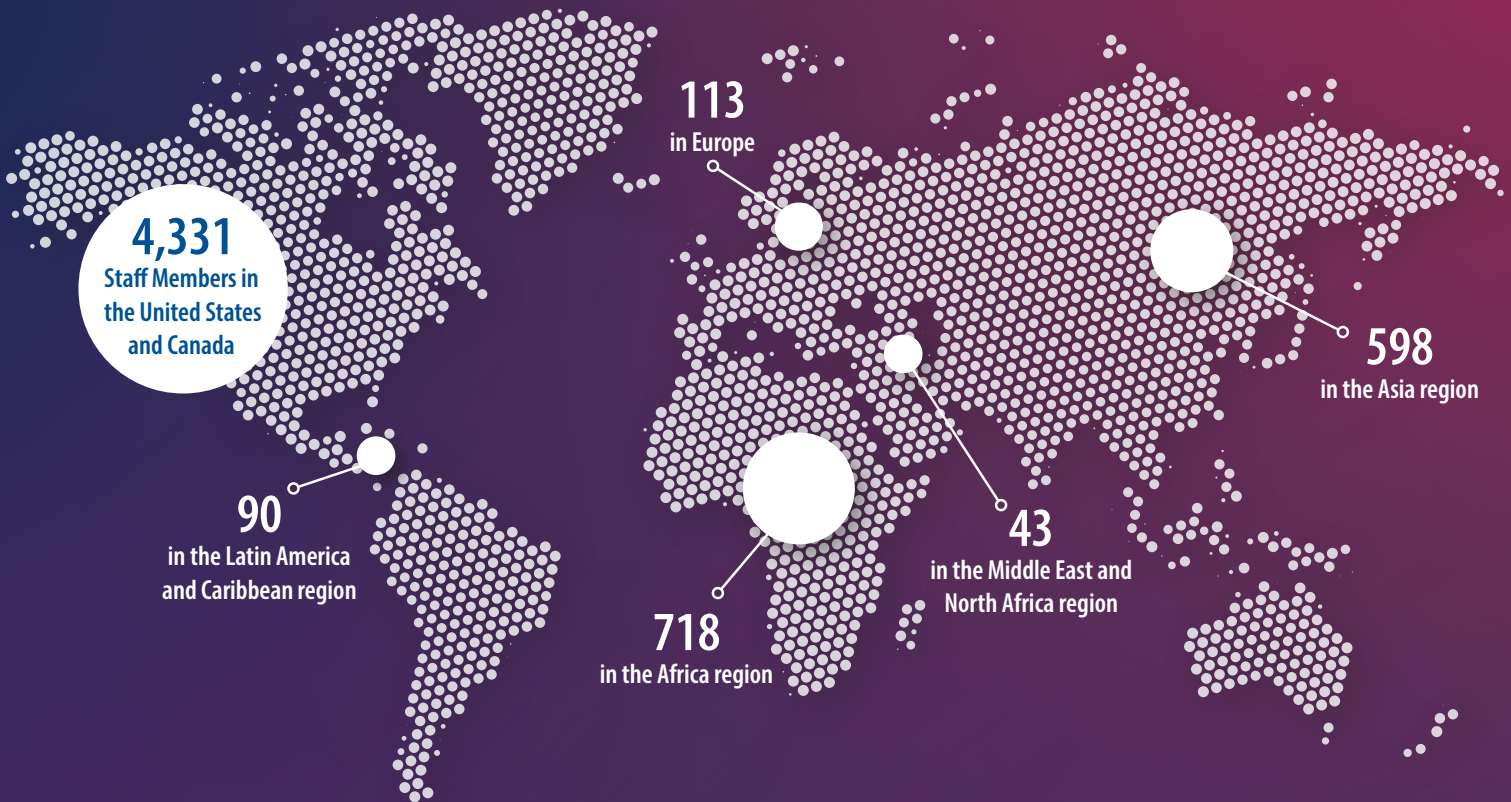 113
in Europe
4,331
Staff Members in
the United States
and Canada
598
in the Asia region
90
in the Latin America
and Caribbean region
43
in the Middle East and
North Africa region
718
in the Africa region